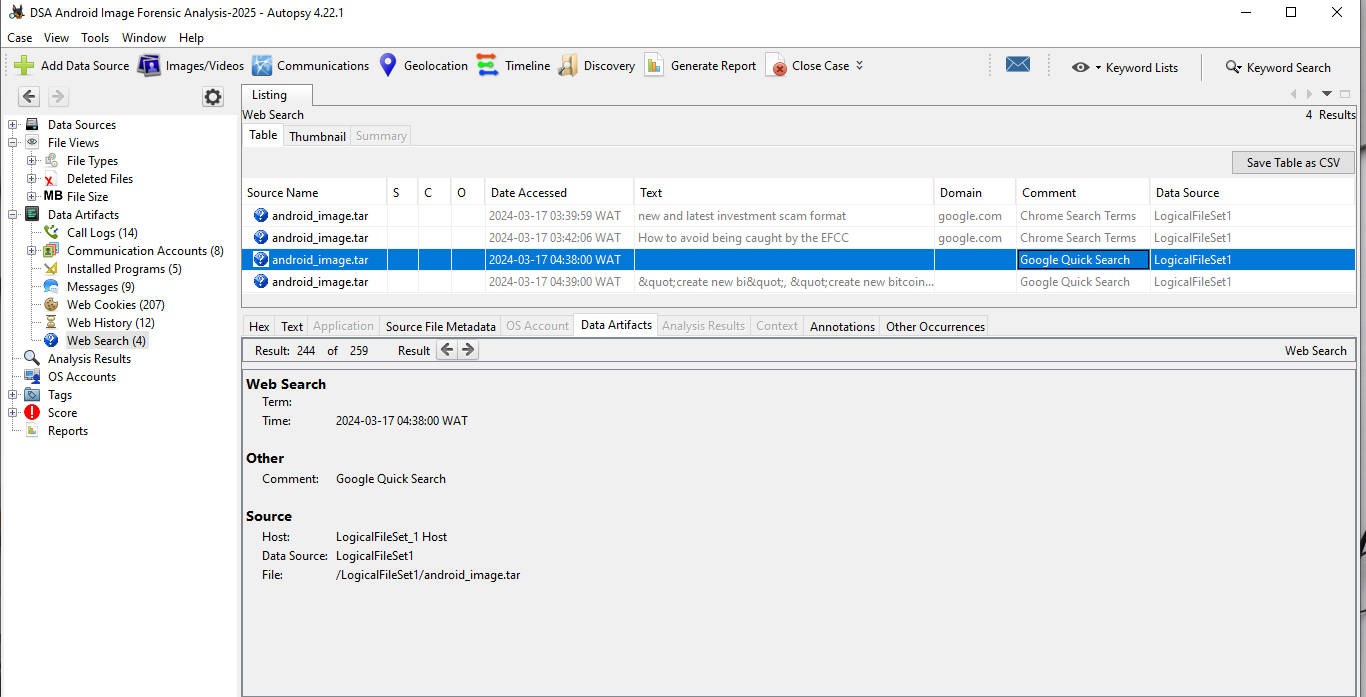 DSA Android Image Forensic Analysis-2025 - Autopsy 4.22.1
Case View Tools Window Help
Add Data Source Images/Videos Communications Geolocation Timeline Discovery Generate Report Close Case Keyword Lists Keyword Search
Listing
Web Search 4 Results
Table Thumbnail Summary
Save Table as CSV
Source Name S C O Date Accessed Text Domain Comment Data Source
android_image.tar 2024-03-17 03:39:59 WAT new and latest investment scam format google.com Chrome Search Terms LogicalFileSet1
android_image.tar 2024-03-17 03:42:06 WAT How to avoid being caught by the EFCC google.com Chrome Search Terms LogicalFileSet1
android_image.tar 2024-03-17 04:38:00 WAT Google Quick Search LogicalFileSet1
android_image.tar 2024-03-17 04:39:00 WAT &quot;create new bi&quot;, &quot;create new bitcoin... Google Quick Search LogicalFileSet1
Data Sources
File Views
File Types
Deleted Files
MB File Size
Data Artifacts
Call Logs (14)
Communication Accounts (8)
Installed Programs (5)
Messages (9)
Web Cookies (207)
Web History (12)
Web Search (4)
Analysis Results
OS Accounts
Tags
Score
Reports
Hex Text Application Source File Metadata OS Account Data Artifacts Analysis Results Context Annotations Other Occurrences
Result: 244 of 259 Result Web Search
Web Search
Term:
Time: 2024-03-17 04:38:00 WAT
Other
Comment: Google Quick Search
Source
Host: LogicalFileSet_1 Host
Data Source: LogicalFileSet1
File: /LogicalFileSet1/android_image.tar